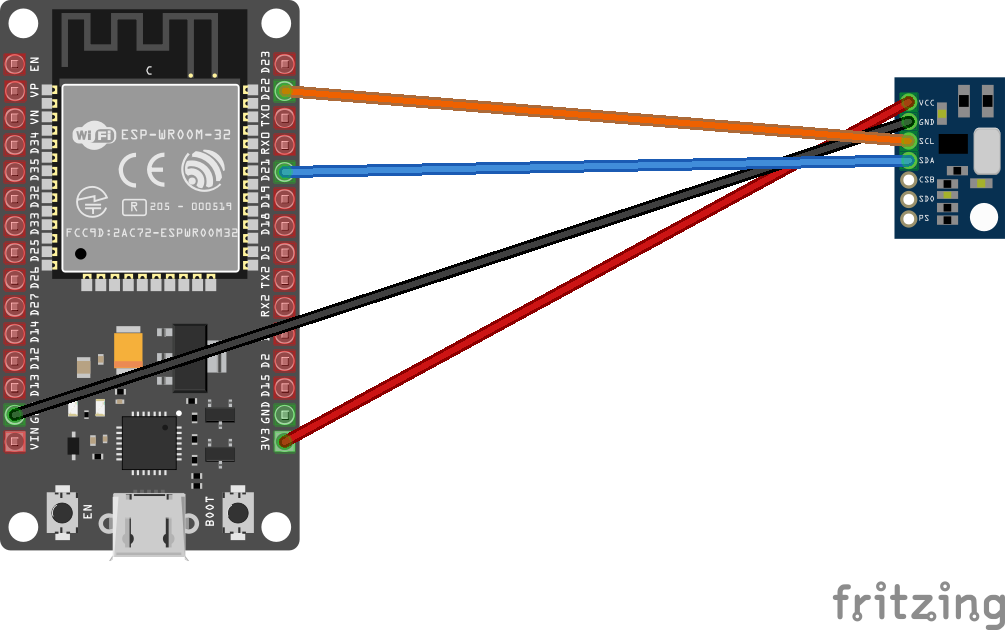 C
EN
VP
VN
D34
D35
D32
D33
D25
D26
D27
D14
D12
D13
VIN
WiFi ESP-WROOM-32
CE
R 205 - 000519
FCC9D:2AC72-ESPWROOM32
D23
D22
TX0
RX0
D21
D19
D18
D5
TX2
RX2
D2
D15
GND
3V3
EN
BOOT
VCC
GND
SCL
SDA
CSB
SDO
PS
fritzing